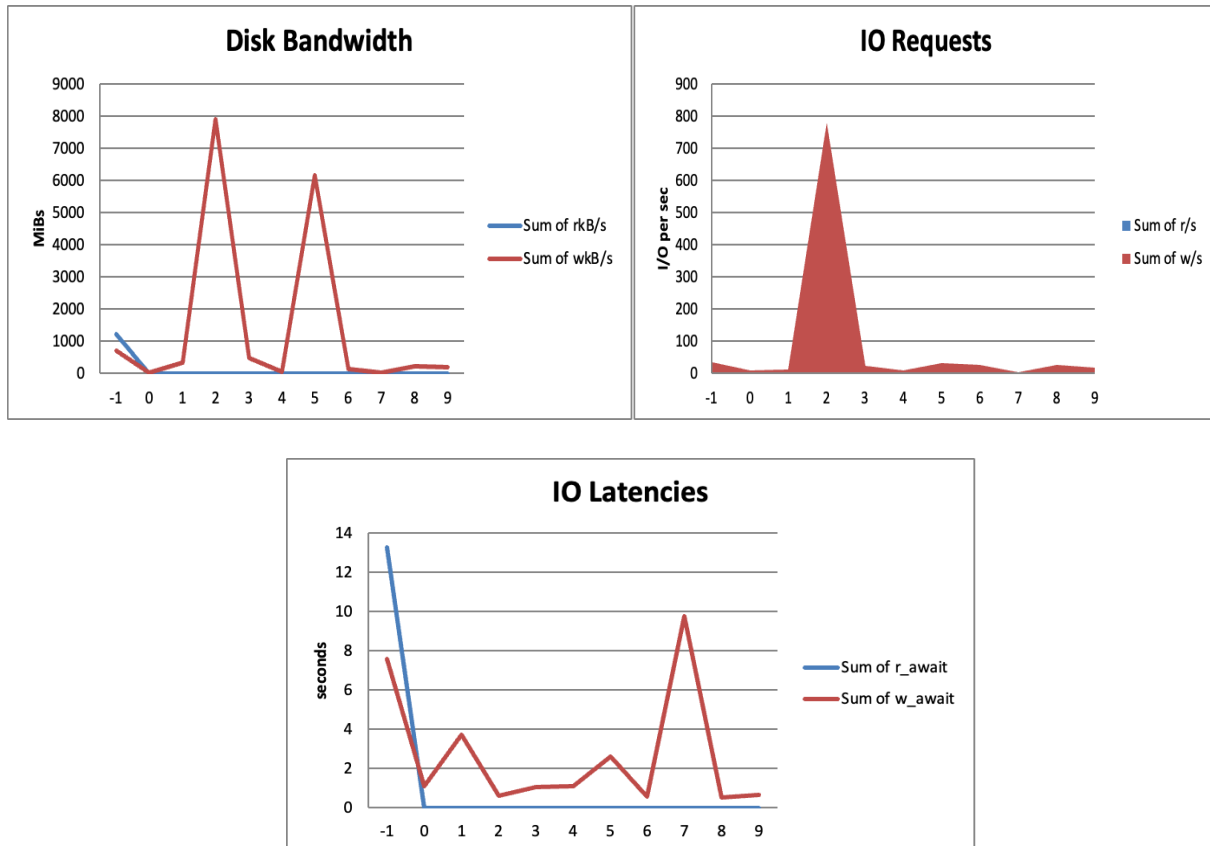 Disk Bandwidth
9000
8000
7000
6000
5000
4000
3000
2000
1000
0
MiBs
-1 0 1 2 3 4 5 6 7 8 9
Sum of rkB/s
Sum of wkB/s
IO Requests
900
800
700
600
500
400
300
200
100
0
I/O per sec
-1 0 1 2 3 4 5 6 7 8 9
Sum of r/s
Sum of w/s
IO Latencies
14
12
10
8
6
4
2
0
seconds
-1 0 1 2 3 4 5 6 7 8 9
Sum of r_await
Sum of w_await